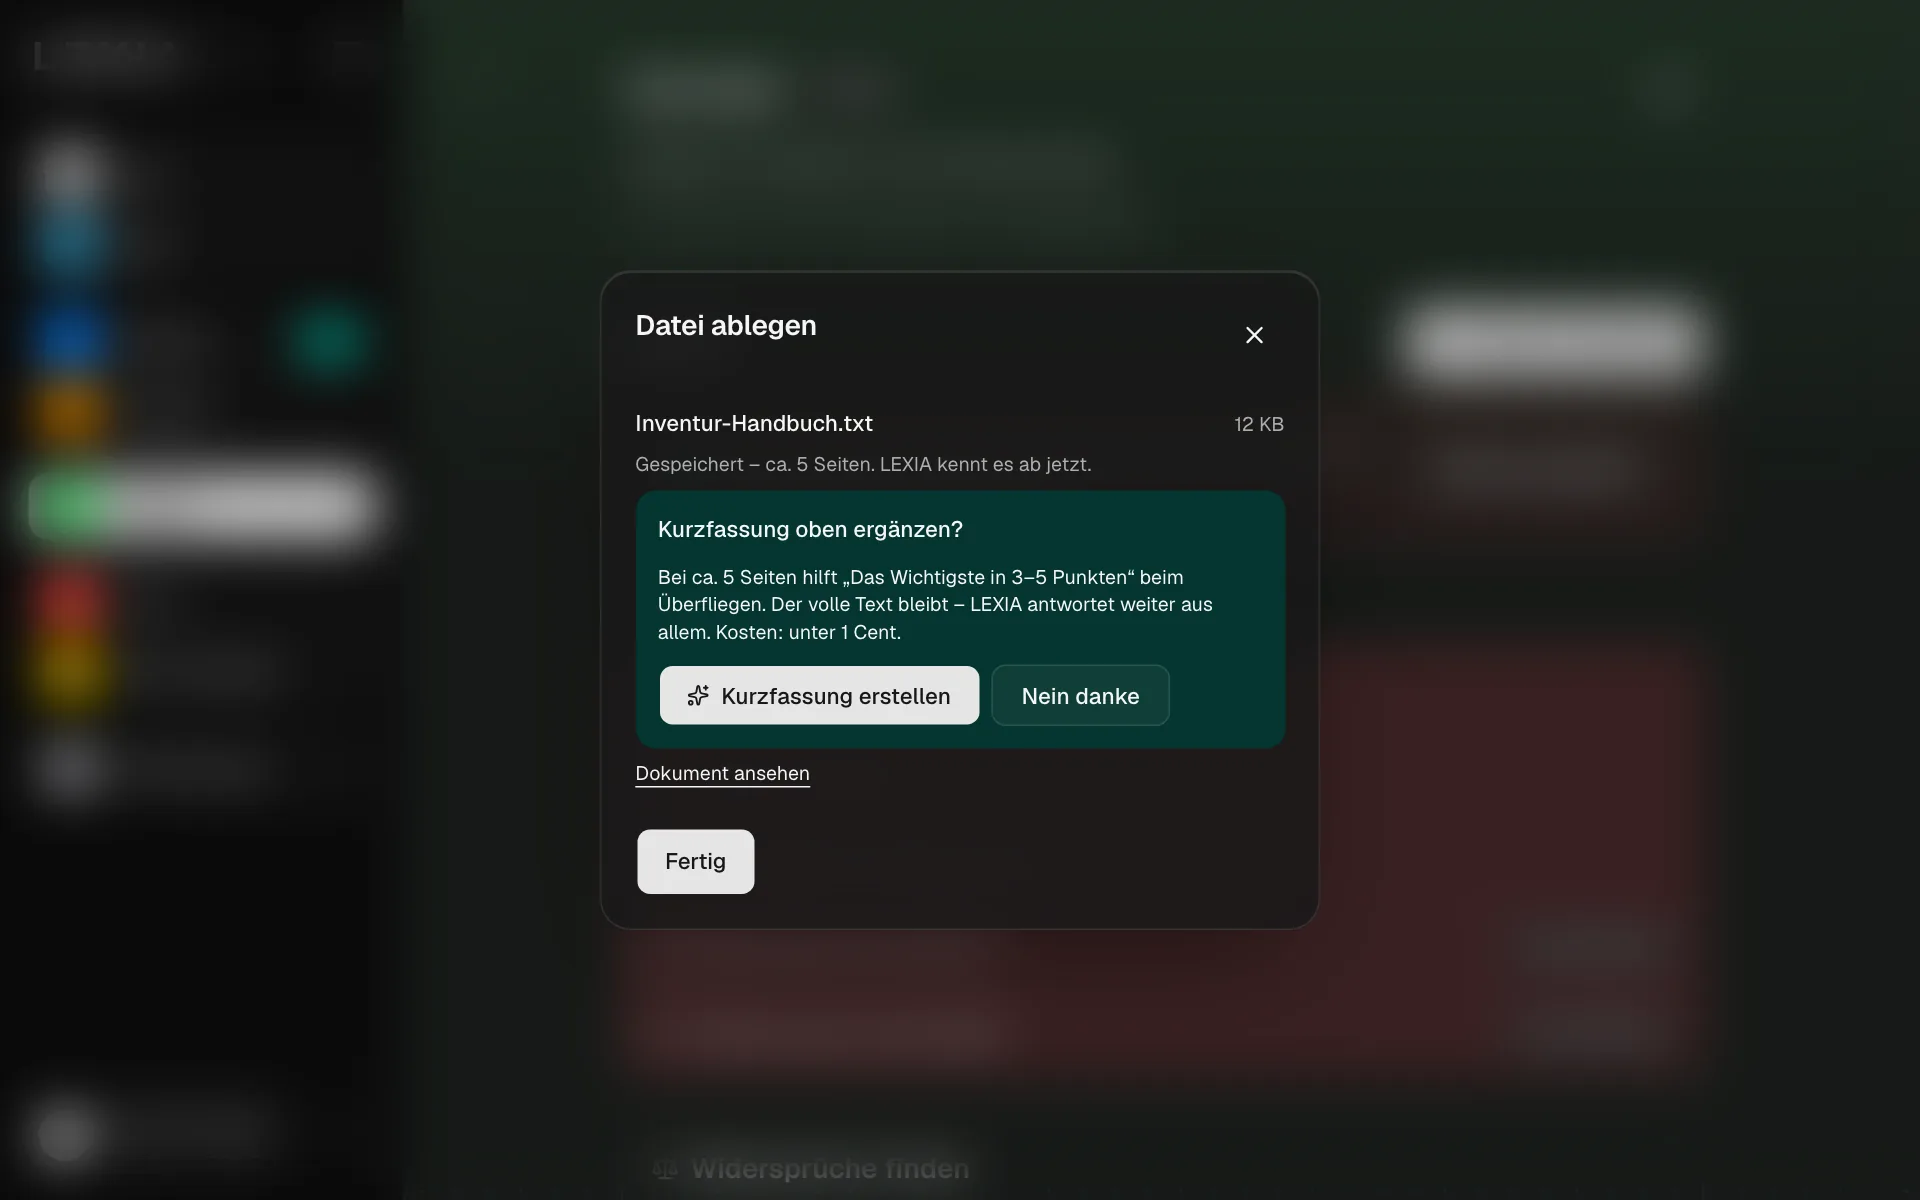 Datei ablegen
Inventur-Handbuch.txt 12 KB
Gespeichert – ca. 5 Seiten. LEXIA kennt es ab jetzt.
Kurzfassung oben ergänzen?
Bei ca. 5 Seiten hilft „Das Wichtigste in 3–5 Punkten“ beim
Überfliegen. Der volle Text bleibt – LEXIA antwortet weiter aus
allem. Kosten: unter 1 Cent.
Kurzfassung erstellen Nein danke
Dokument ansehen
Fertig
Widersprüche finden